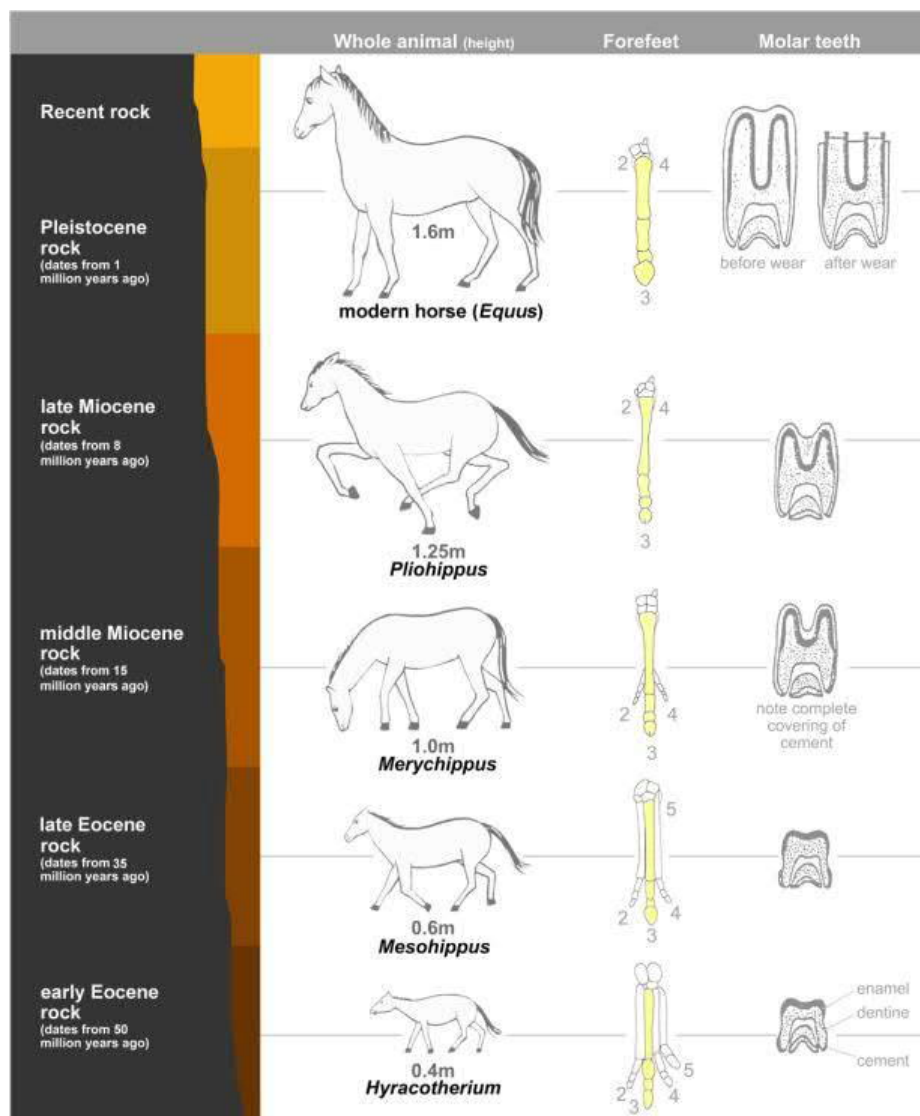 Whole animal (height) Forefeet Molar teeth
Recent rock
2 4
Pleistocene
rock
(dates from 1
million years ago)
1.6m
before wear after wear
3
modern horse (Equus)
late Miocene
rock
(dates from 8
million years ago)
2 4
3
1.25m
Pliohippus
middle Miocene
rock
(dates from 15
million years ago)
2 4
3
note complete
covering of
cement
1.0m
Merychippus
late Eocene
rock
(dates from 35
million years ago)
5
2 4
3
0.6m
Mesohippus
early Eocene
rock
(dates from 50
million years ago)
enamel
dentine
cement
5
2 4
3
0.4m
Hyracotherium